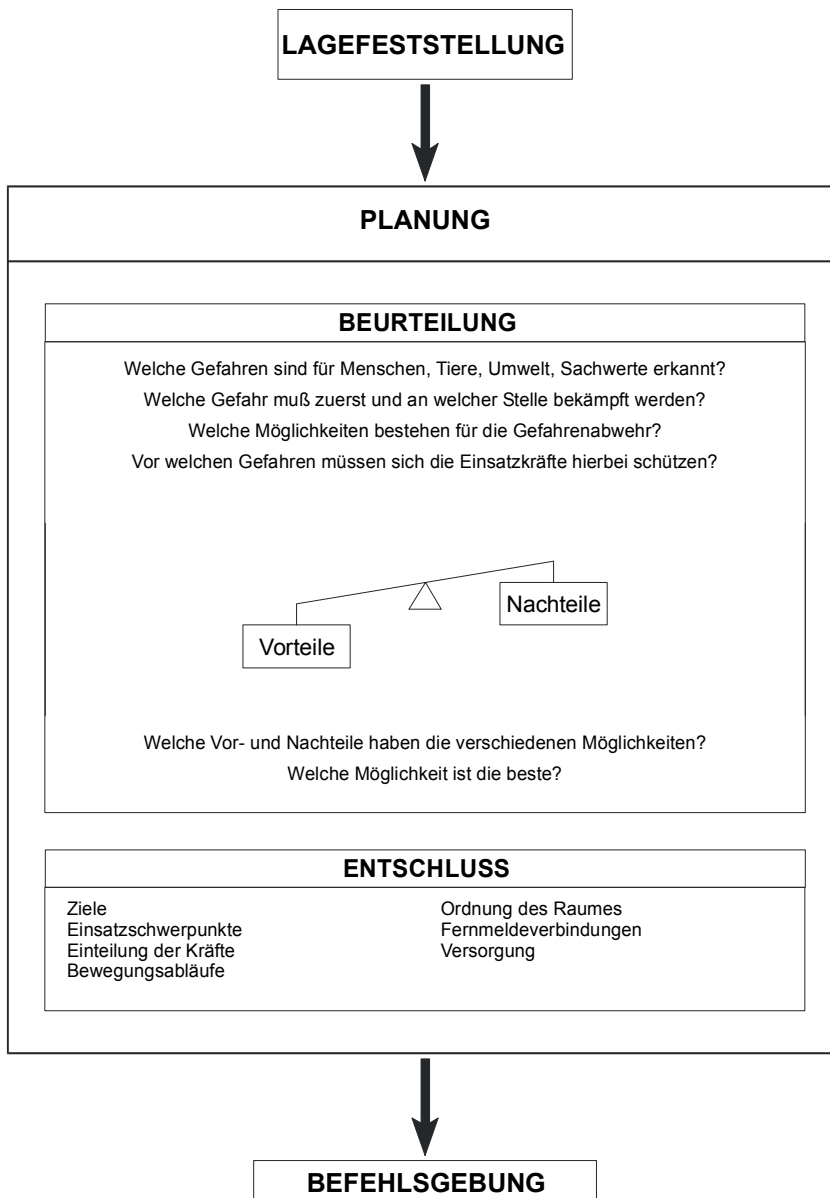 LAGEFESTSTELLUNG
PLANUNG
BEURTEILUNG
Welche Gefahren sind für Menschen, Tiere, Umwelt, Sachwerte erkannt?
Welche Gefahr muß zuerst und an welcher Stelle bekämpft werden?
Welche Möglichkeiten bestehen für die Gefahrenabwehr?
Vor welchen Gefahren müssen sich die Einsatzkräfte hierbei schützen?
Nachteile
Vorteile
Welche Vor- und Nachteile haben die verschiedenen Möglichkeiten?
Welche Möglichkeit ist die beste?
ENTSCHLUSS
Ziele
Einsatzschwerpunkte
Einteilung der Kräfte
Bewegungsabläufe
Ordnung des Raumes
Fernmeldeverbindungen
Versorgung
BEFEHLSGEBUNG